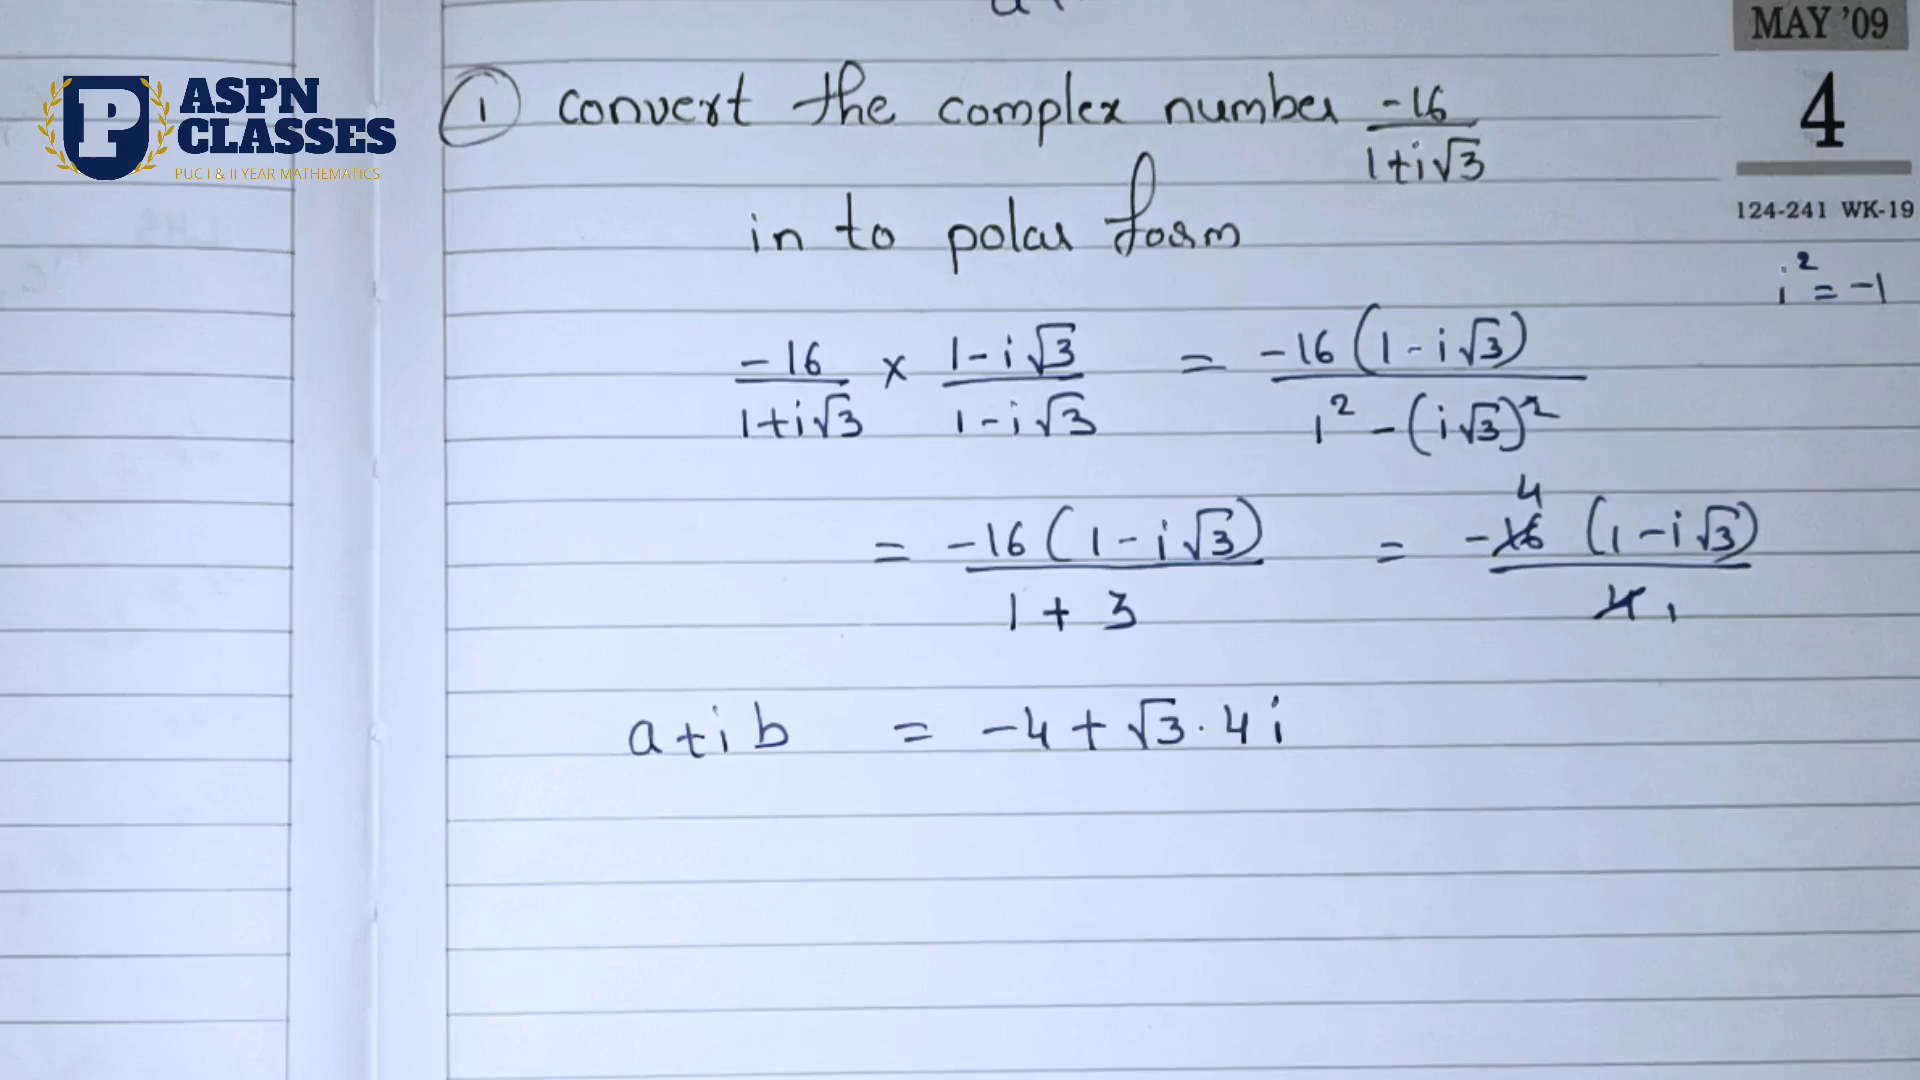 MAY '09
4
124-241 WK-19
ASPN
CLASSES
PUC I & II YEAR MATHEMATICS
① convert the complex number -16/(1+i√3)
in to polar form
i² = -1
-16/(1+i√3) × (1-i√3)/(1-i√3) = -16(1-i√3)/(1² - (i√3)²)
= -16(1-i√3)/(1+3) = -16 4 (1-i√3)/4 1
a+ib = -4+√3·4i